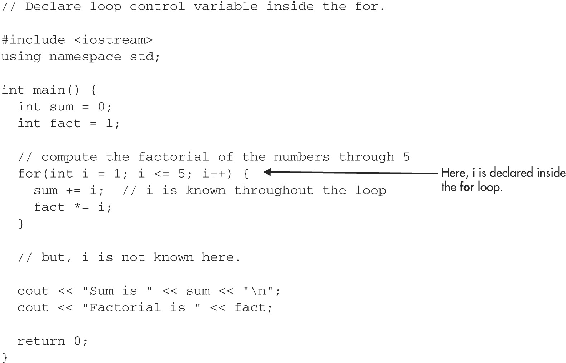 // Declare loop control variable inside the for.
#include <iostream>
using namespace std;
int main() {
int sum = 0;
int fact = 1;
// compute the factorial of the numbers through 5
for(int i = 1; i <= 5; i++) {
Here, i is declared inside
the for loop.
sum += i;  // i is known throughout the loop
fact *= i;
}
// but, i is not known here.
cout << "Sum is " << sum << "\n";
cout << "Factorial is " << fact;
return 0;
}